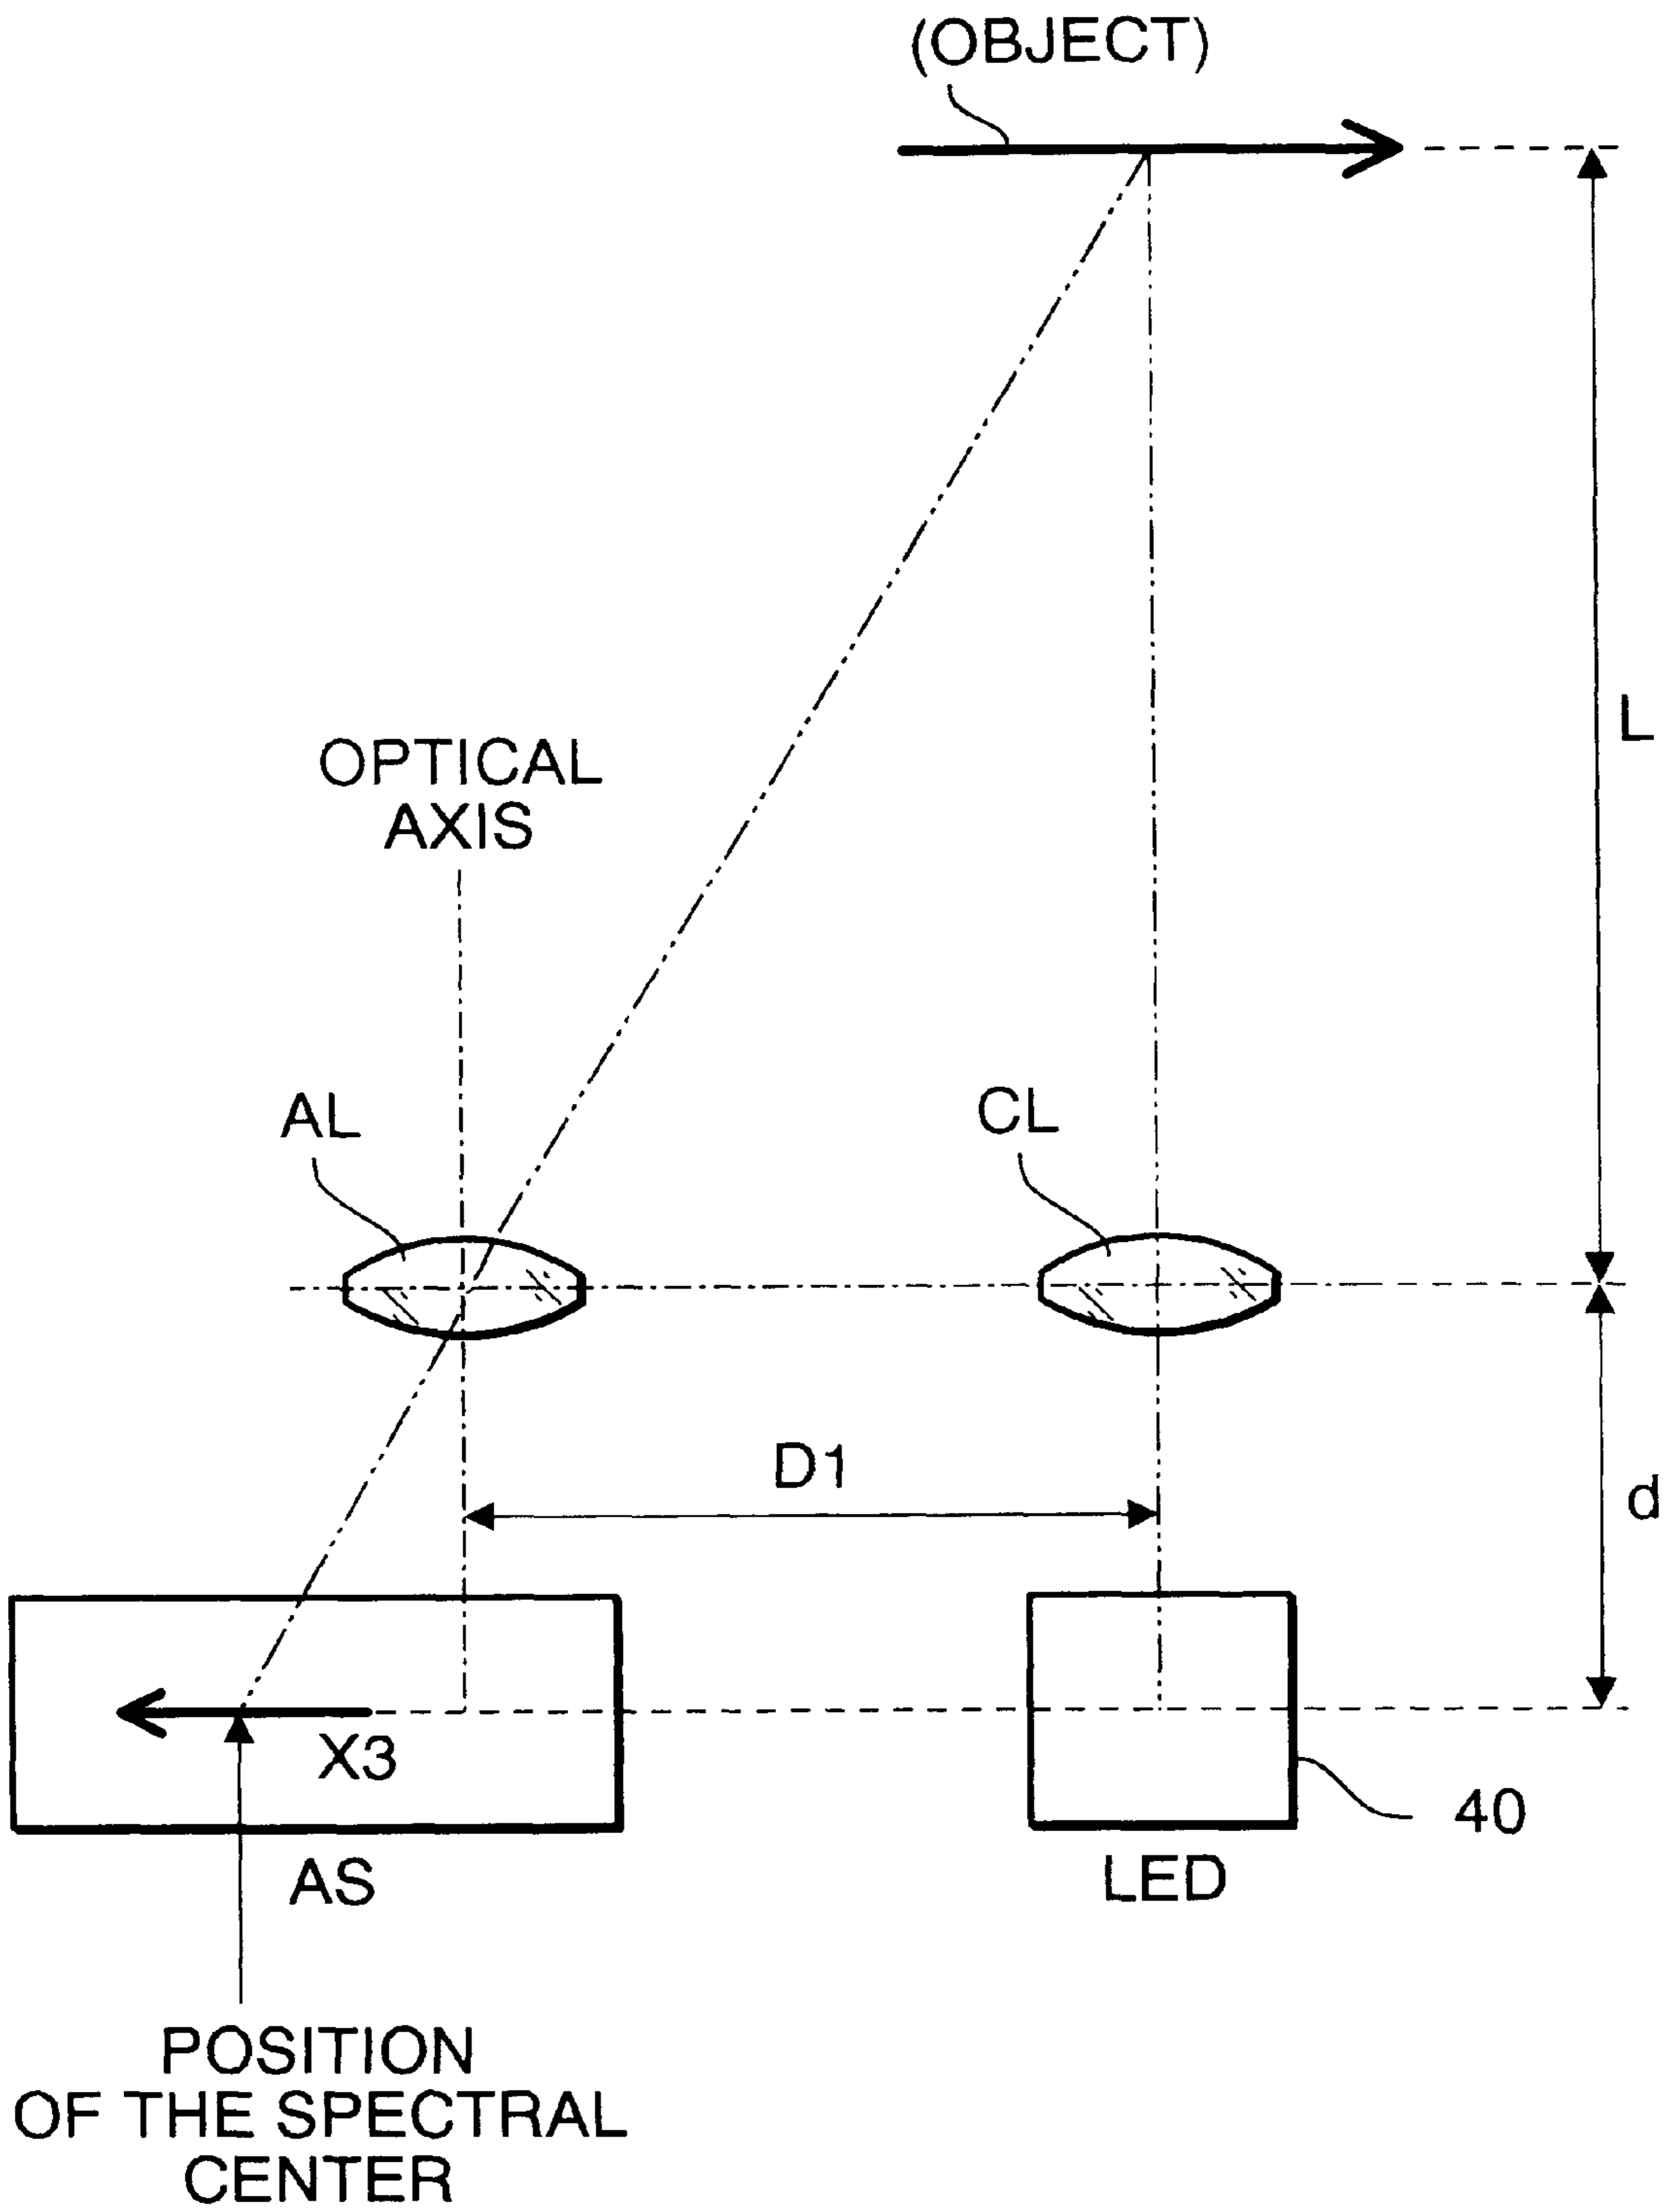 (OBJECT)
L
OPTICAL
AXIS
AL
CL
D1
d
X3
40
AS
LED
POSITION
OF THE SPECTRAL
CENTER